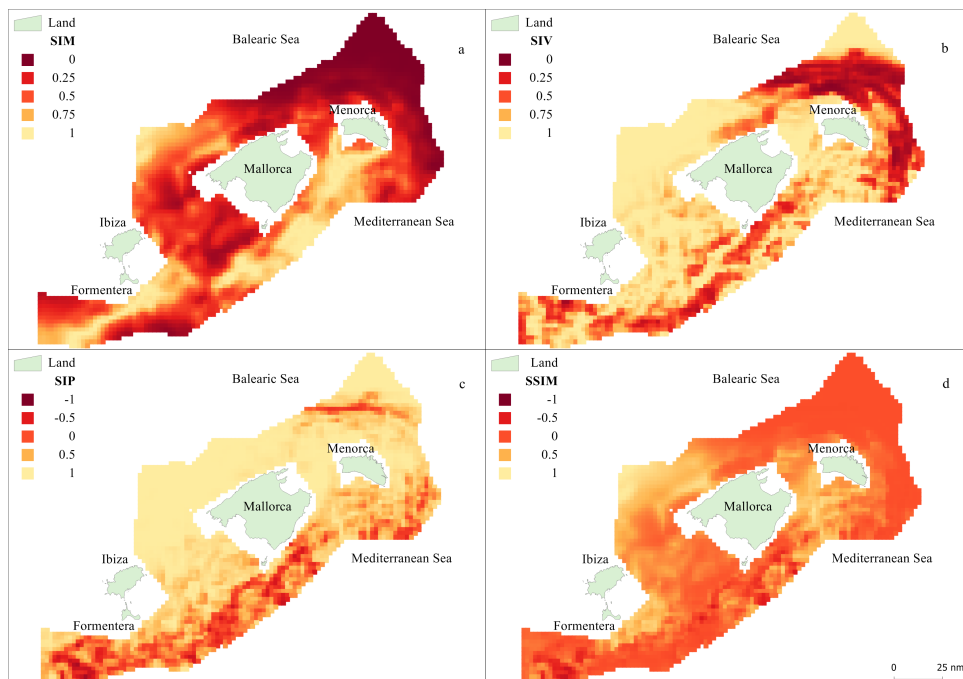 Land
SIM
0
0.25
0.5
0.75
1
Balearic Sea
a
Menorca
Mallorca
Ibiza
Mediterranean Sea
Formentera
Land
SIV
0
0.25
0.5
0.75
1
Balearic Sea
b
Menorca
Mallorca
Ibiza
Mediterranean Sea
Formentera
Land
SIP
-1
-0.5
0
0.5
1
Balearic Sea
c
Menorca
Mallorca
Ibiza
Mediterranean Sea
Formentera
Land
SSIM
-1
-0.5
0
0.5
1
Balearic Sea
d
Menorca
Mallorca
Ibiza
Mediterranean Sea
Formentera
0 25 nm